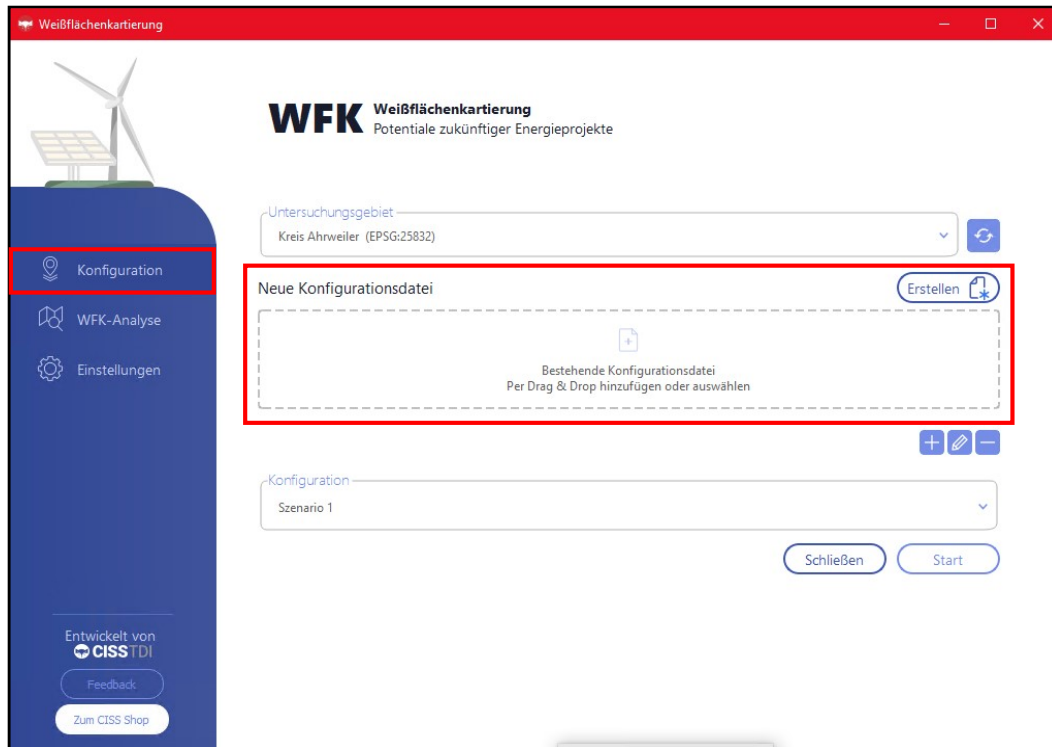 Weißflächenkartierung
WFK Weißflächenkartierung
Potentiale zukünftiger Energieprojekte
Untersuchungsgebiet
Kreis Ahrweiler (EPSG:25832)
Konfiguration
WFK-Analyse
Einstellungen
Neue Konfigurationsdatei
Erstellen
Bestehende Konfigurationsdatei
Per Drag & Drop hinzufügen oder auswählen
Konfiguration
Szenario 1
Schließen
Start
Entwickelt von
CISSTDI
Feedback
Zum CISS Shop